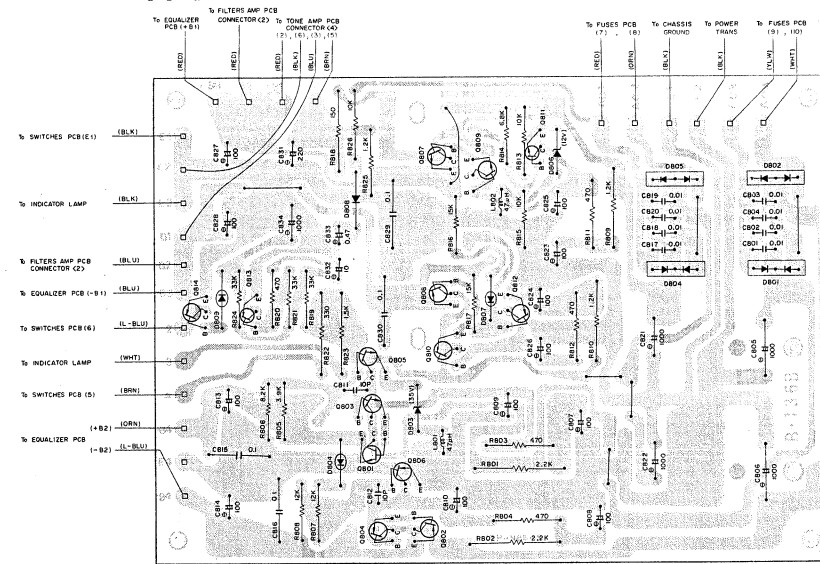 To EQUALIZER
PCB (+B1)
To FILTERS AMP PCB
CONNECTOR (2)
To TONE AMP PCB
CONNECTOR (4)
(2), (6), (3), (5)
To FUSES PCB
(7) . (8)
To CHASSIS
GROUND
To POWER
TRANS
To FUSES PCB
(9), (10)
(RED)
(RED)
(RED)
(BLK)
(BLU)
(BRN)
(RED)
(ORN)
(BLK)
(BLK)
(YLW)
(WHT)
To SWITCHES PCB (E1)
(BLK)
To INDICATOR LAMP
(BLK)
To FILTERS AMP PCB
CONNECTOR (2)
(BLU)
To EQUALIZER PCB (-B1)
(BLU)
To SWITCHES PCB (6)
(L-BLU)
To INDICATOR LAMP
(WHT)
To SWITCHES PCB (5)
(BRN)
(+B2)
(ORN)
To EQUALIZER PCB
(-B2)
(L-BLU)
C827
100
C831
220
R818
150
R826
10K
R825
1.2K
Q807
Q809
R814
6.8K
R813
10K
Q811
D806
(12V)
D805
D802
C828
100
C834
1000
D808
C833
0.47
C829
0.1
R816
15K
L802
47μH
R815
10K
C825
100
R811
470
R809
1.2K
C819 0.01
C820 0.01
C818 0.01
C817 0.01
C803 0.01
C804 0.01
C802 0.01
C801 0.01
C832
10
C823
100
D804
D801
Q814
D809
R824
33K
Q813
R820
470
R821
33K
R819
33K
R822
330
R823
1.5K
C830
0.1
Q806
R817
15K
D807
Q812
C824
100
R812
470
R810
1.2K
C826
100
C821
1000
C805
1000
Q805
Q810
C813
100
R806
8.2K
R805
3.9K
C811
10P
Q803
D803
(35V)
C809
100
C807
100
C815
0.1
D804
Q801
L801
47μH
R803
470
R801
2.2K
Q806
C822
1000
C806
1000
C814
100
C816
0.1
R808
12K
R807
12K
C812
10P
C810
100
Q804
Q802
R804
470
R802
2.2K
C808
100